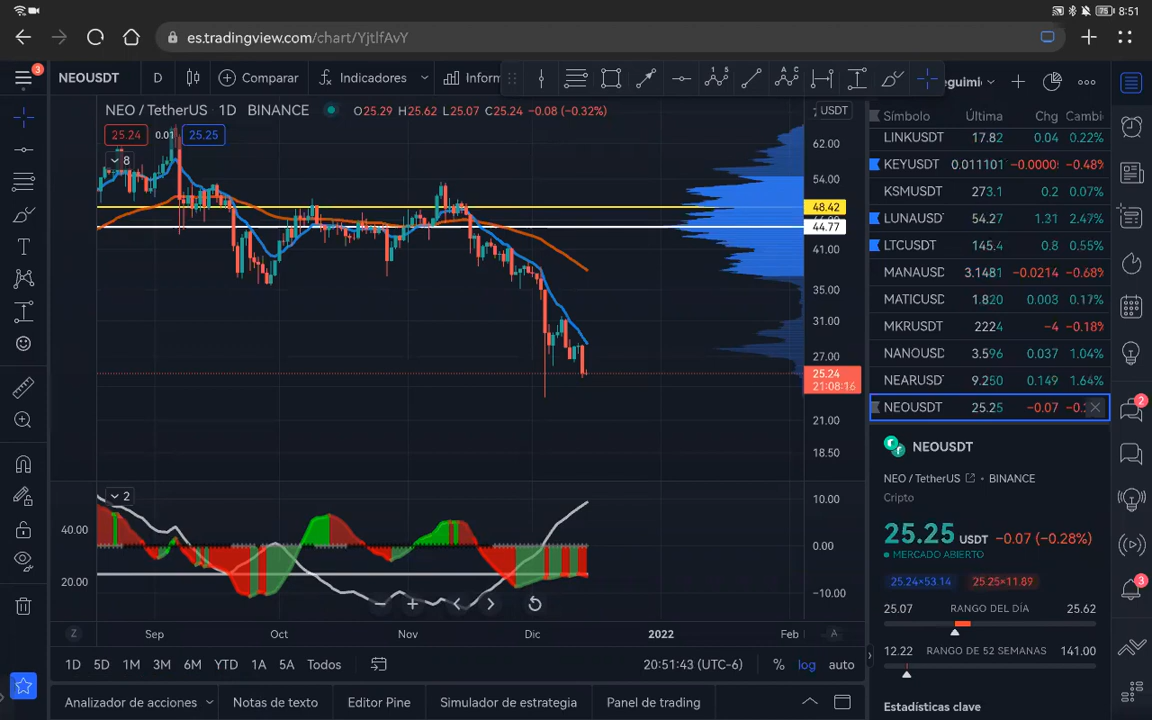 75 8:51
es.tradingview.com/chart/YjtlfAvY
3 NEOUSDT D Comparar Indicadores Inform
NEO / TetherUS · 1D BINANCE O25.29 H25.62 L25.07 C25.24 -0.08 (-0.32%) USDT
25.24 0.01 25.25
8
62.00
54.00
48.42
44.77
41.00
35.00
31.00
27.00
25.24
21:08:16
21.00
18.50
2
10.00
40.00
0.00
20.00
-10.00
Z Sep Oct Nov Dic 2022 Feb A
1D 5D 1M 3M 6M YTD 1A 5A Todos 20:51:43 (UTC-6) % log auto
Analizador de acciones Notas de texto Editor Pine Simulador de estrategia Panel de trading
Símbolo Última Chg Cambi
LINKUSDT 17.82 0.04 0.22%
KEYUSDT 0.011101 -0.0000 -0.48%
KSMUSDT 273.1 0.2 0.07%
LUNAUSD 54.27 1.31 2.47%
LTCUSDT 145.4 0.8 0.55%
MANAUSD 3.1481 -0.0214 -0.68%
MATICUSD 1.820 0.003 0.17%
MKRUSDT 2224 -4 -0.18%
NANOUSD 3.596 0.037 1.04%
NEARUSD 9.250 0.149 1.64%
NEOUSDT 25.25 -0.07
NEOUSDT
NEO / TetherUS · BINANCE
Cripto
25.25 USDT -0.07 (-0.28%)
MERCADO ABIERTO
25.24×53.14 25.25×11.89
25.07 RANGO DEL DÍA 25.62
12.22 RANGO DE 52 SEMANAS 141.00
Estadísticas clave
2
3